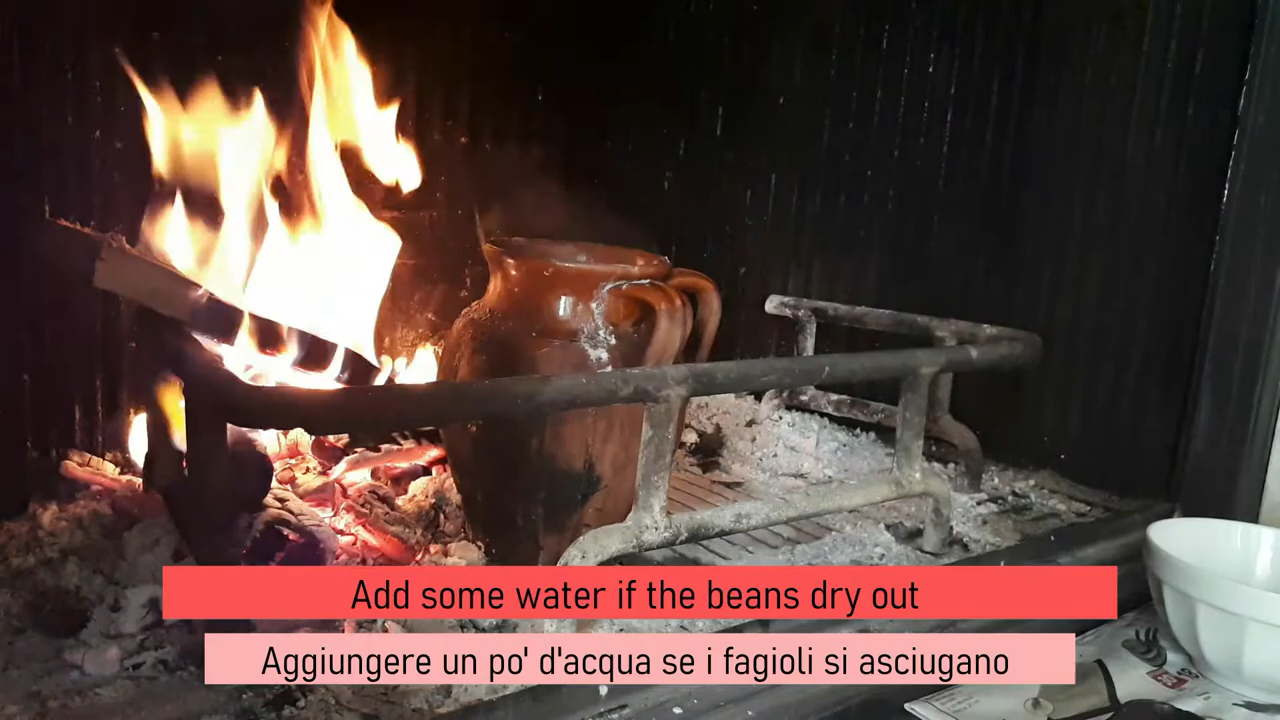 Add some water if the beans dry out
Aggiungere un po' d'acqua se i fagioli si asciugano